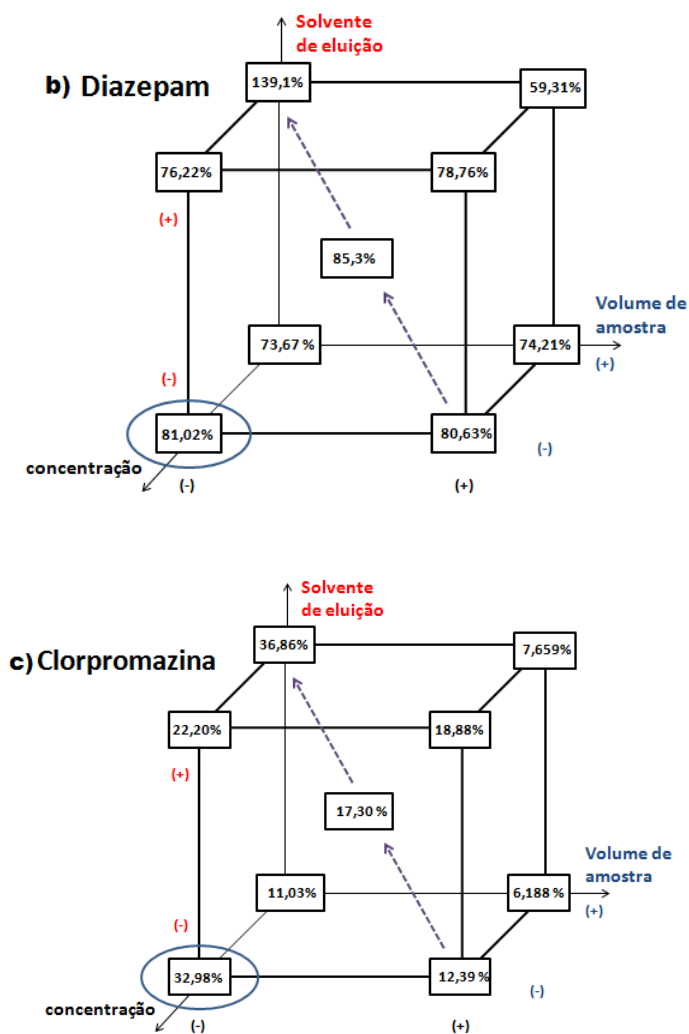 Solvente
de eluição
b) Diazepam
139,1%
59,31%
76,22%
78,76%
(+)
85,3%
Volume de
amostra
(+)
73,67 %
74,21%
(-)
81,02%
80,63%
(-)
concentração
(-)
(+)
Solvente
de eluição
c) Clorpromazina
36,86%
7,659%
22,20%
18,88%
(+)
17,30 %
Volume de
amostra
(+)
11,03%
6,188 %
(-)
32,98%
12,39 %
(-)
concentração
(-)
(+)